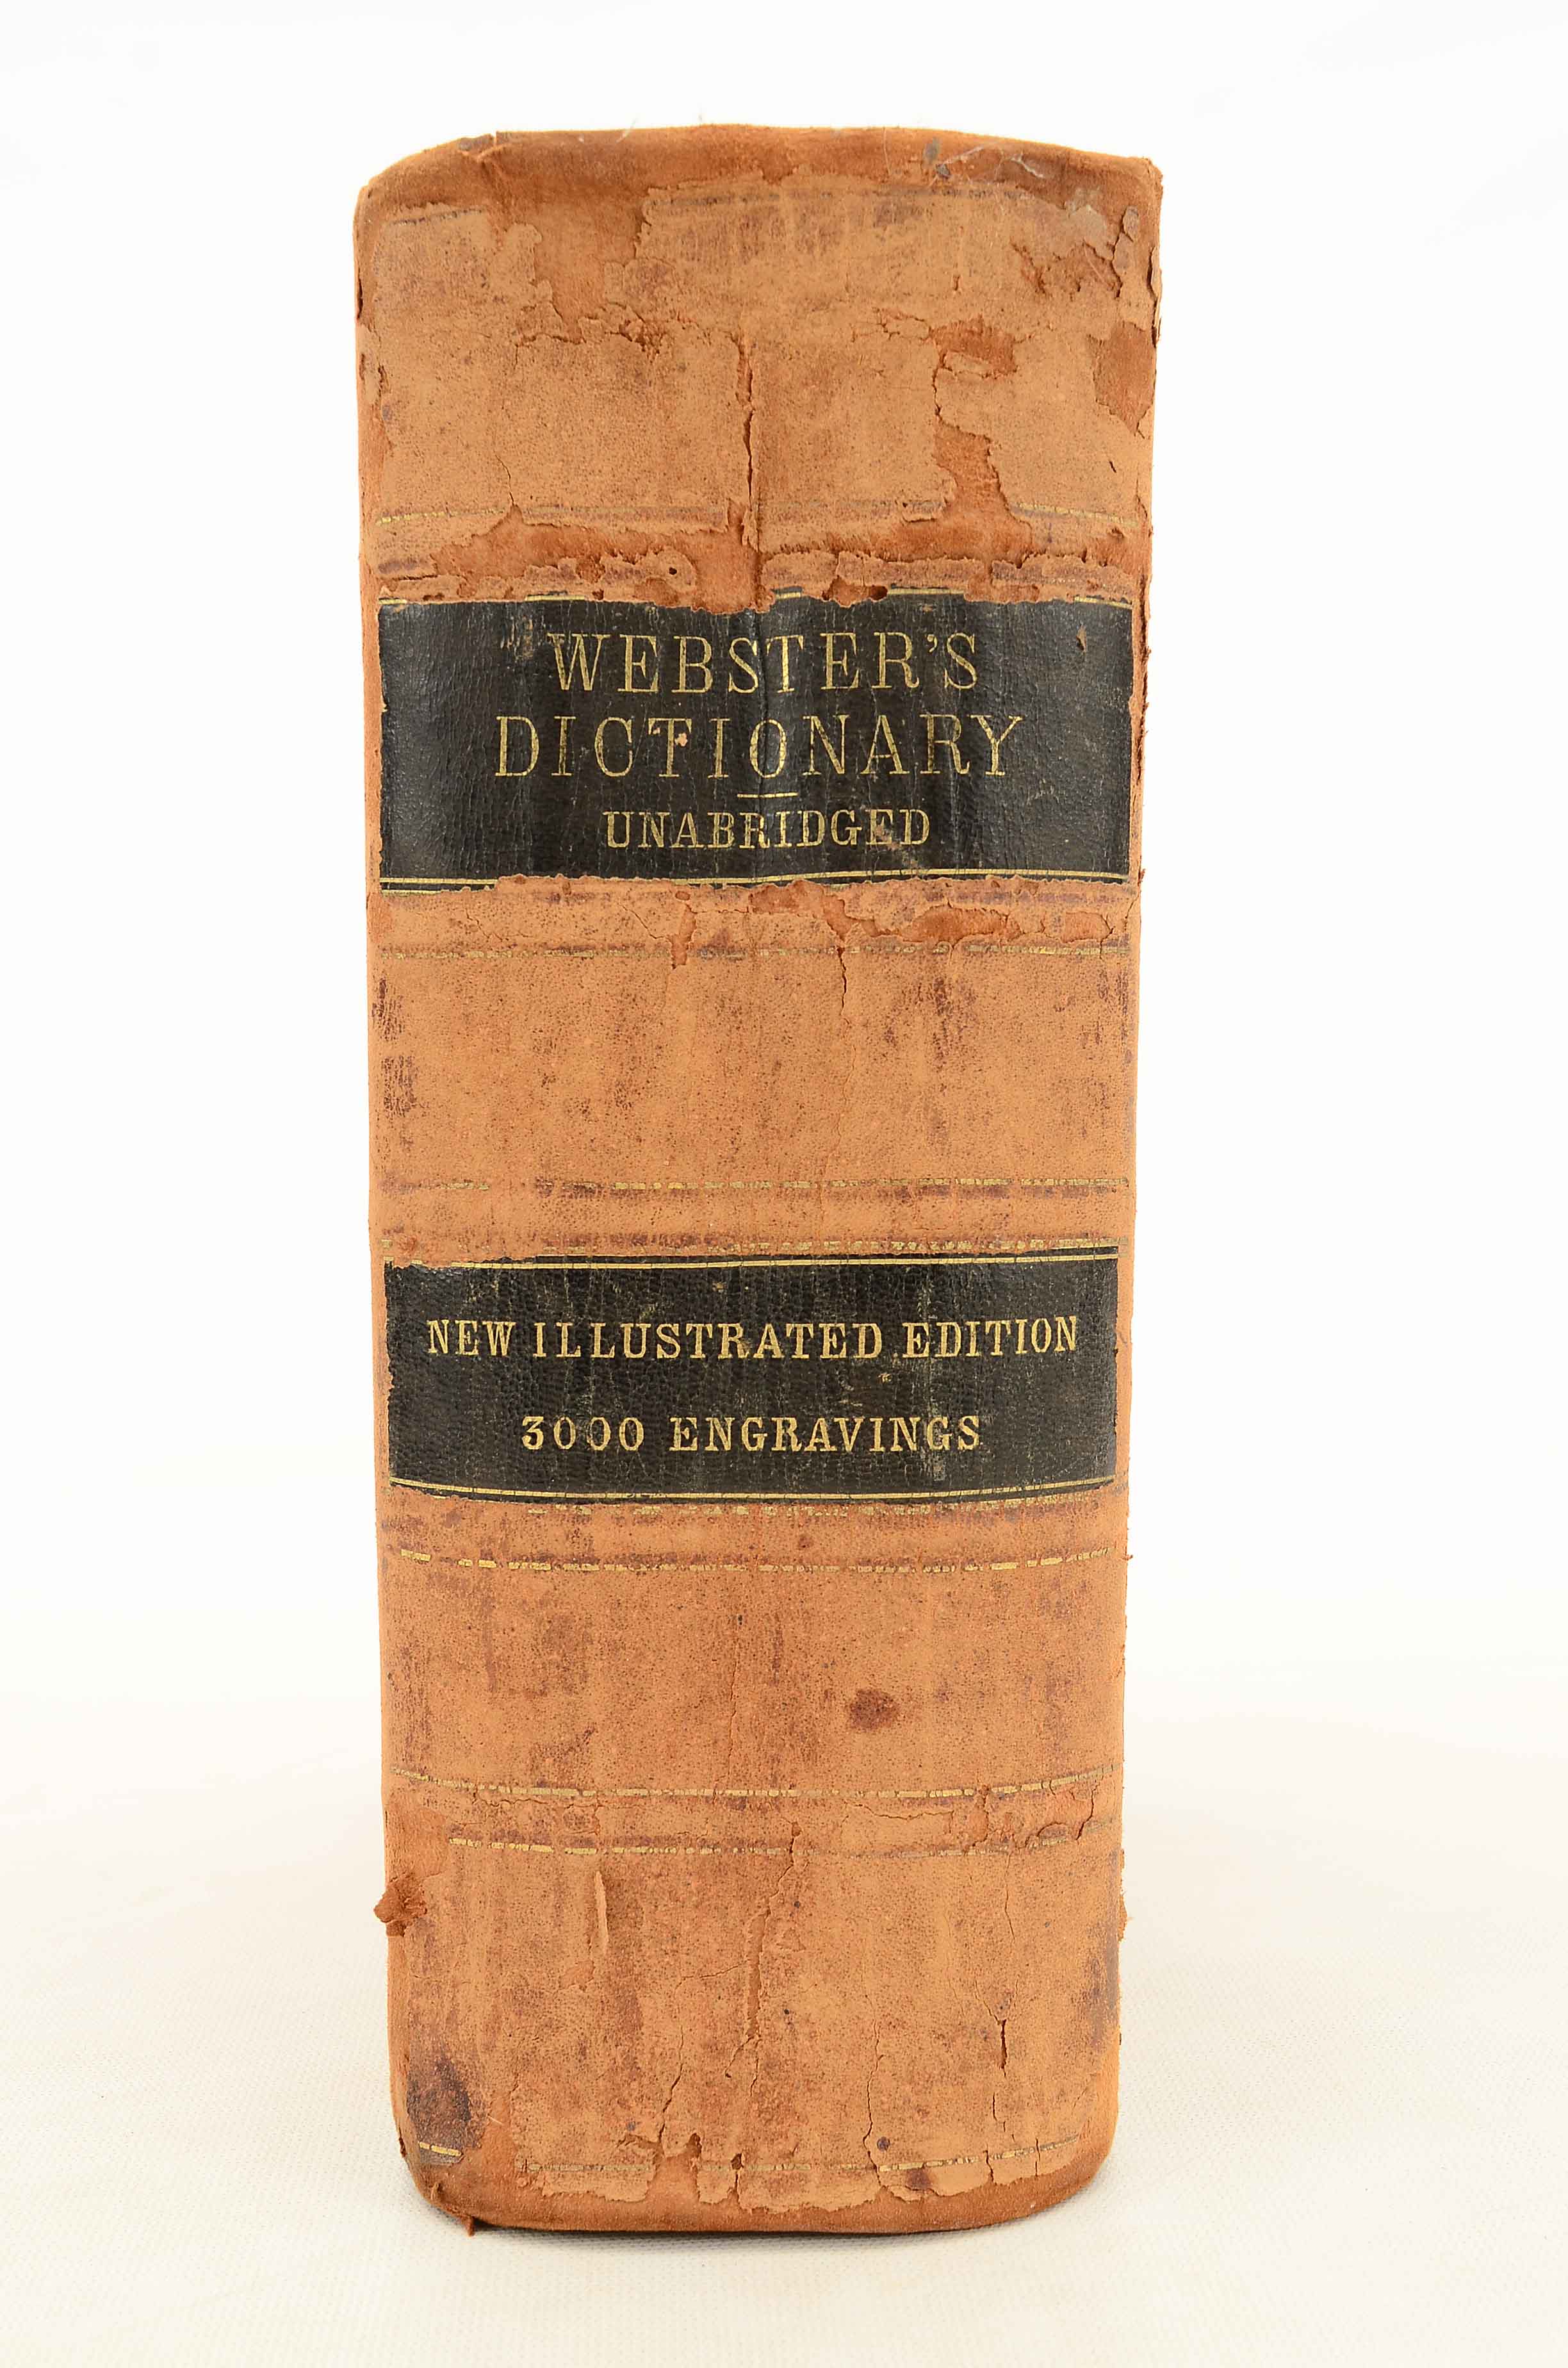 WEBSTER'S
DICTIONARY
UNABRIDGED
NEW ILLUSTRATED EDITION
3000 ENGRAVINGS